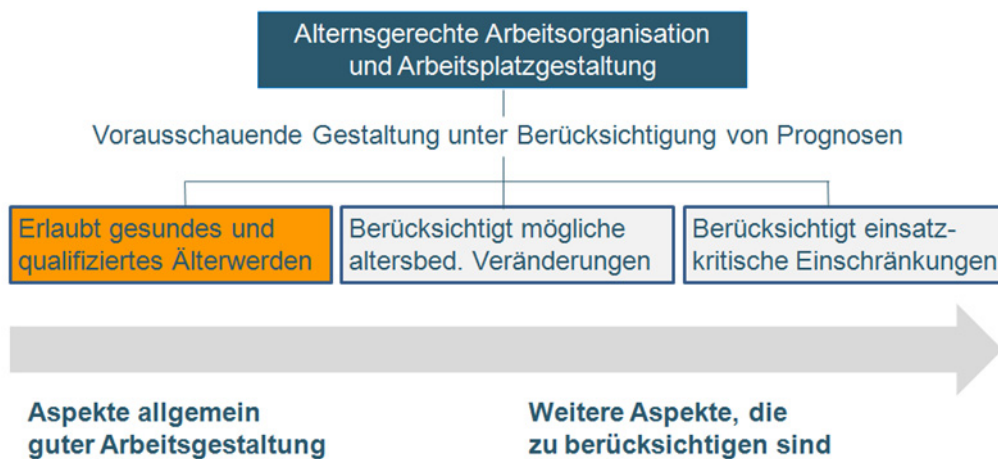 Alternsgerechte Arbeitsorganisation
und Arbeitsplatzgestaltung
Vorausschauende Gestaltung unter Berücksichtigung von Prognosen
Erlaubt gesundes und
qualifiziertes Älterwerden
Berücksichtigt mögliche
altersbed. Veränderungen
Berücksichtigt einsatz-
kritische Einschränkungen
Aspekte allgemein
guter Arbeitsgestaltung
Weitere Aspekte, die
zu berücksichtigen sind